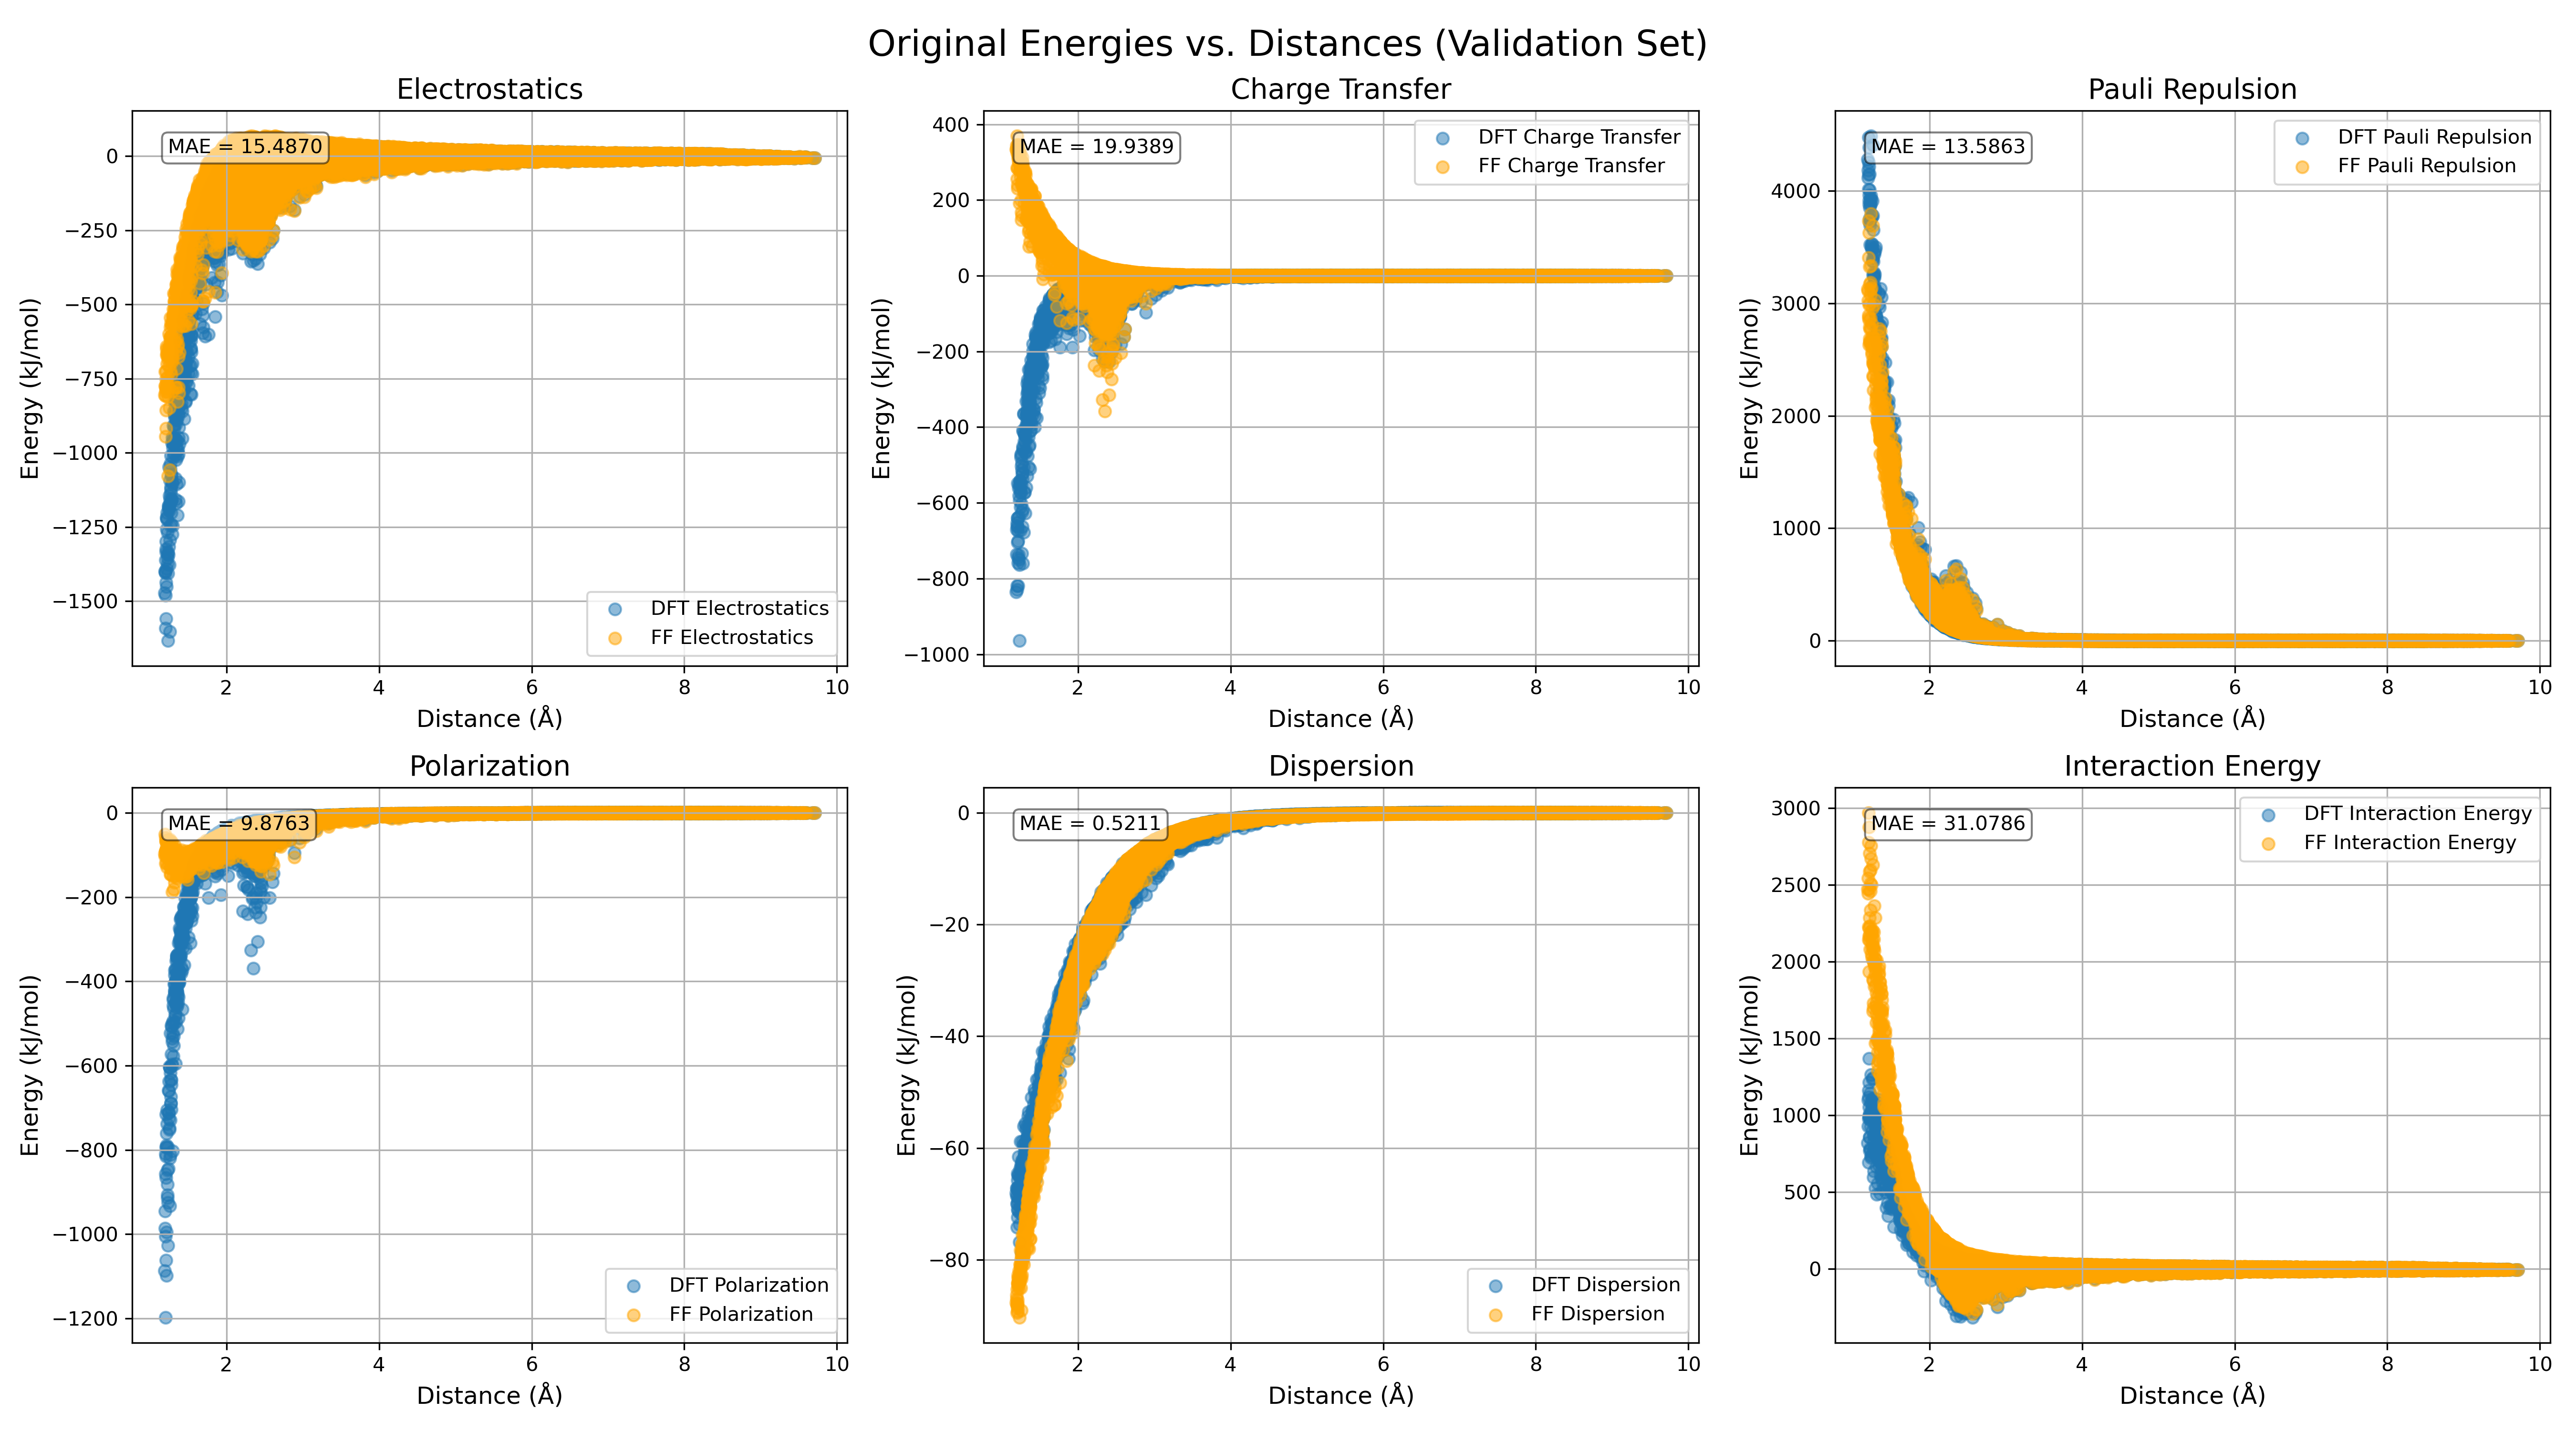 Original Energies vs. Distances (Validation Set)
Electrostatics
MAE = 15.4870
0
−250
−500
−750
−1000
−1250
−1500
Energy (kJ/mol)
DFT Electrostatics
FF Electrostatics
2 4 6 8 10
Distance (Å)
Charge Transfer
MAE = 19.9389
DFT Charge Transfer
FF Charge Transfer
400
200
0
−200
−400
−600
−800
−1000
Energy (kJ/mol)
2 4 6 8 10
Distance (Å)
Pauli Repulsion
MAE = 13.5863
DFT Pauli Repulsion
FF Pauli Repulsion
4000
3000
2000
1000
0
Energy (kJ/mol)
2 4 6 8 10
Distance (Å)
Polarization
MAE = 9.8763
0
−200
−400
−600
−800
−1000
−1200
Energy (kJ/mol)
DFT Polarization
FF Polarization
2 4 6 8 10
Distance (Å)
Dispersion
MAE = 0.5211
0
−20
−40
−60
−80
Energy (kJ/mol)
DFT Dispersion
FF Dispersion
2 4 6 8 10
Distance (Å)
Interaction Energy
MAE = 31.0786
DFT Interaction Energy
FF Interaction Energy
3000
2500
2000
1500
1000
500
0
Energy (kJ/mol)
2 4 6 8 10
Distance (Å)